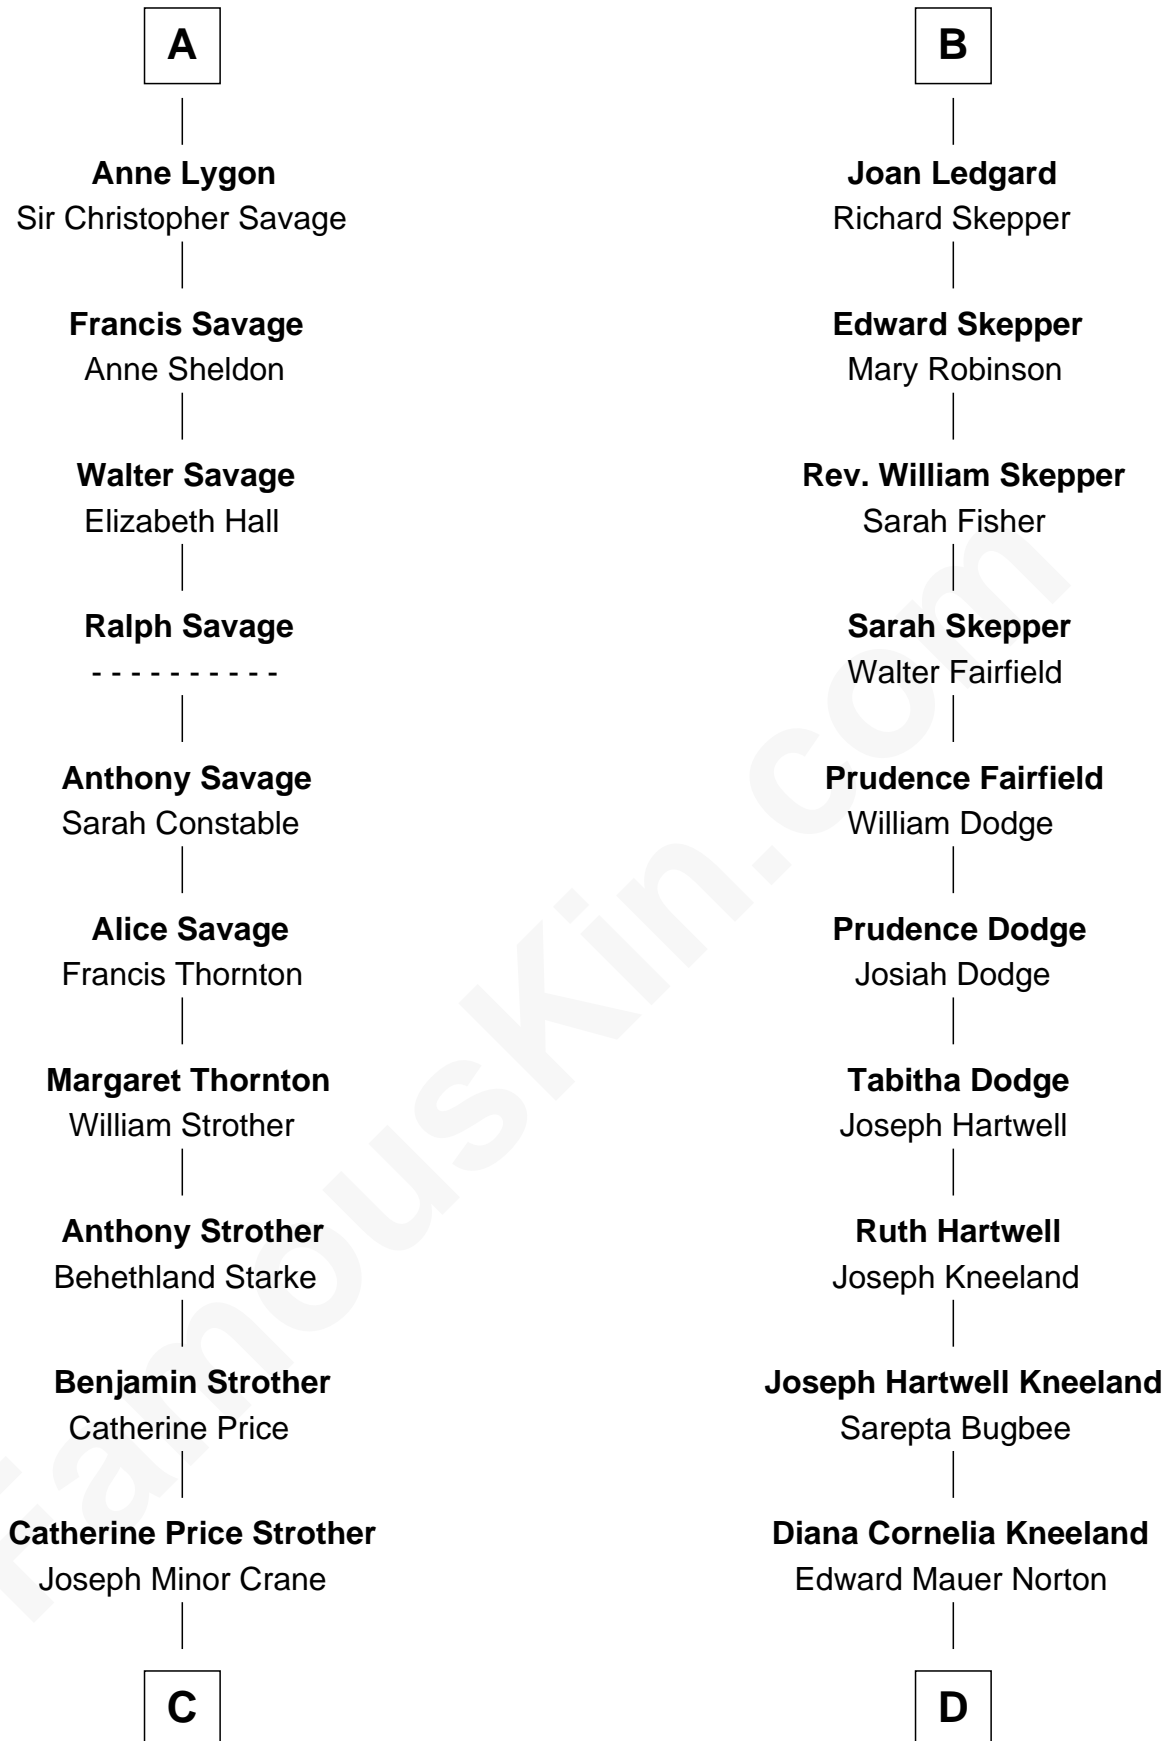 A
Anne Lygon
Sir Christopher Savage
Francis Savage
Anne Sheldon
Walter Savage
Elizabeth Hall
Ralph Savage
- - - - - - - - - -
Anthony Savage
Sarah Constable
Alice Savage
Francis Thornton
Margaret Thornton
William Strother
Anthony Strother
Behethland Starke
Benjamin Strother
Catherine Price
Catherine Price Strother
Joseph Minor Crane
C
B
Joan Ledgard
Richard Skepper
Edward Skepper
Mary Robinson
Rev. William Skepper
Sarah Fisher
Sarah Skepper
Walter Fairfield
Prudence Fairfield
William Dodge
Prudence Dodge
Josiah Dodge
Tabitha Dodge
Joseph Hartwell
Ruth Hartwell
Joseph Kneeland
Joseph Hartwell Kneeland
Sarepta Bugbee
Diana Cornelia Kneeland
Edward Mauer Norton
D
FamousKin.com